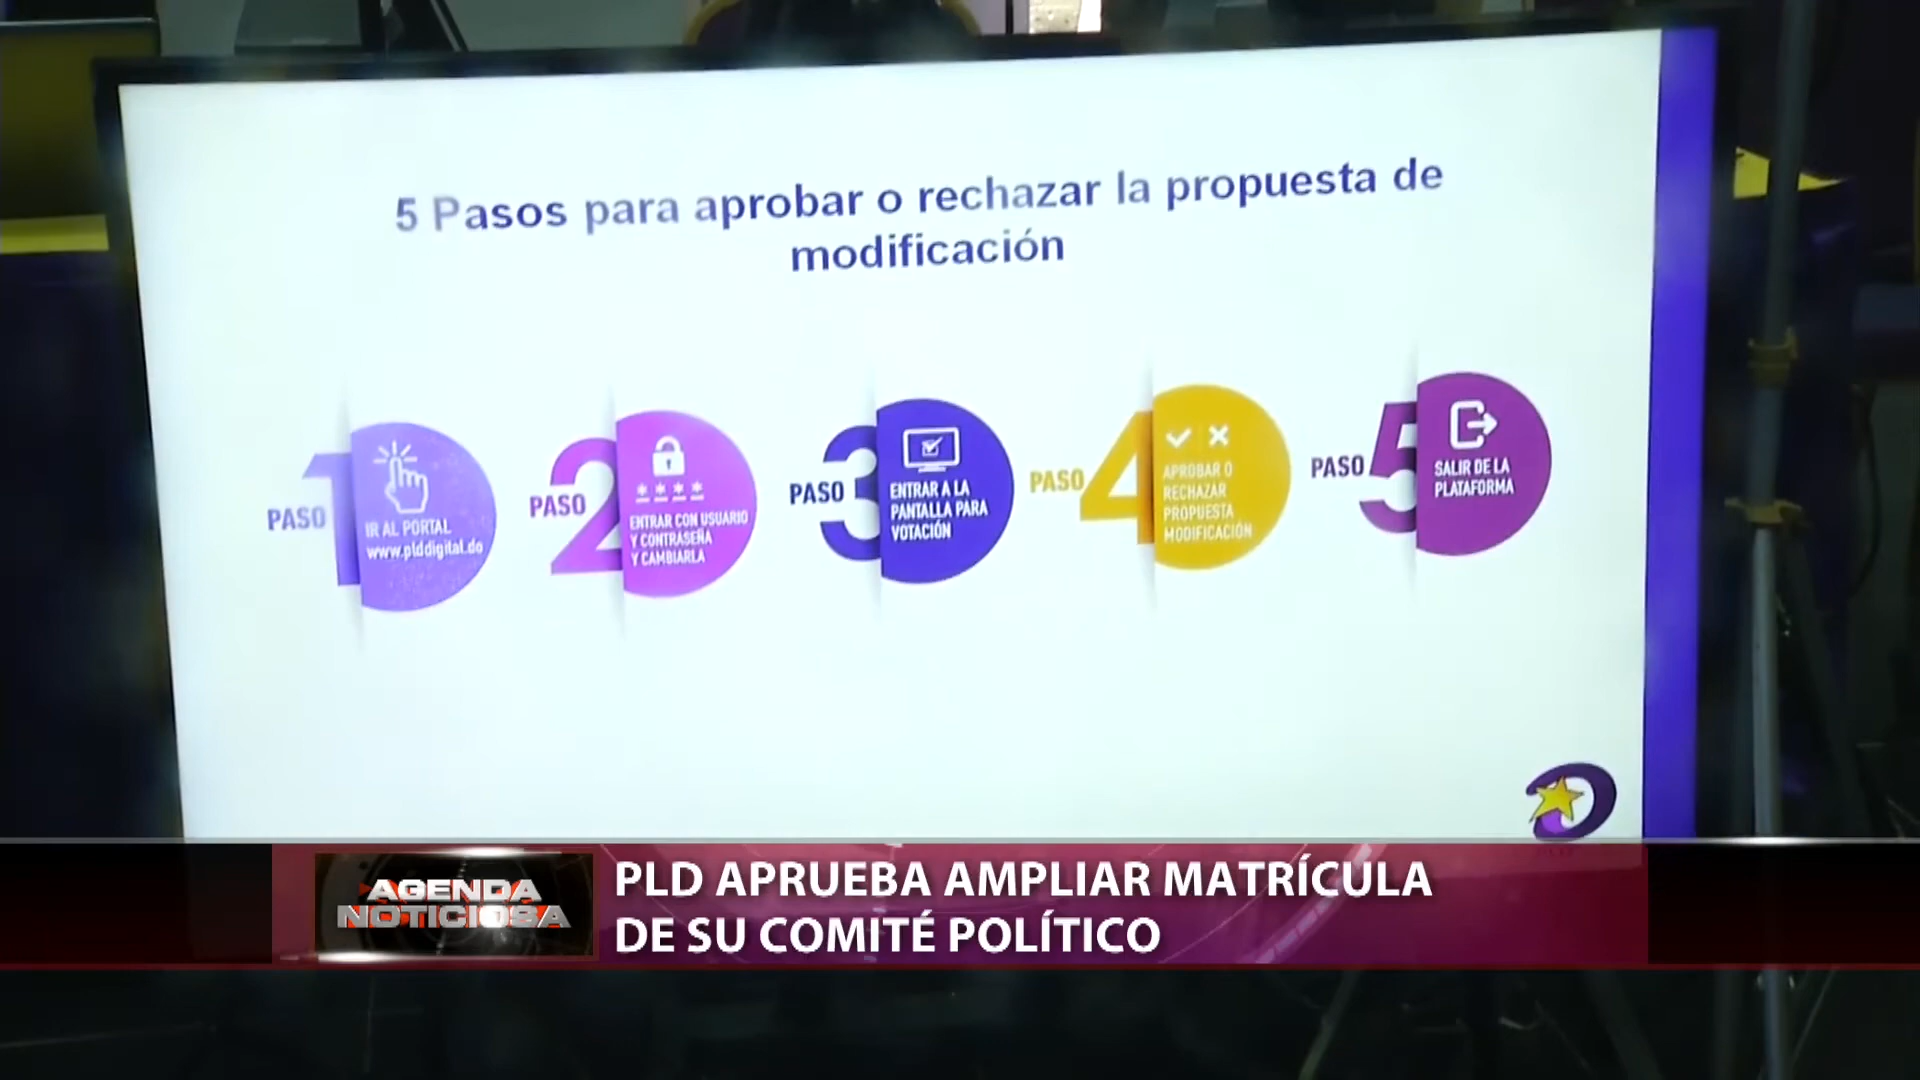 5 Pasos para aprobar o rechazar la propuesta de
modificación
PASO 1
IR AL PORTAL
www.plddigital.do
PASO 2
* * * *
ENTRAR CON USUARIO
Y CONTRASEÑA
Y CAMBIARLA
PASO 3
ENTRAR A LA
PANTALLA PARA
VOTACIÓN
PASO 4
APROBAR O
RECHAZAR
PROPUESTA
MODIFICACIÓN
PASO 5
SALIR DE LA
PLATAFORMA
AGENDA
NOTICIOSA
PLD APRUEBA AMPLIAR MATRÍCULA
DE SU COMITÉ POLÍTICO